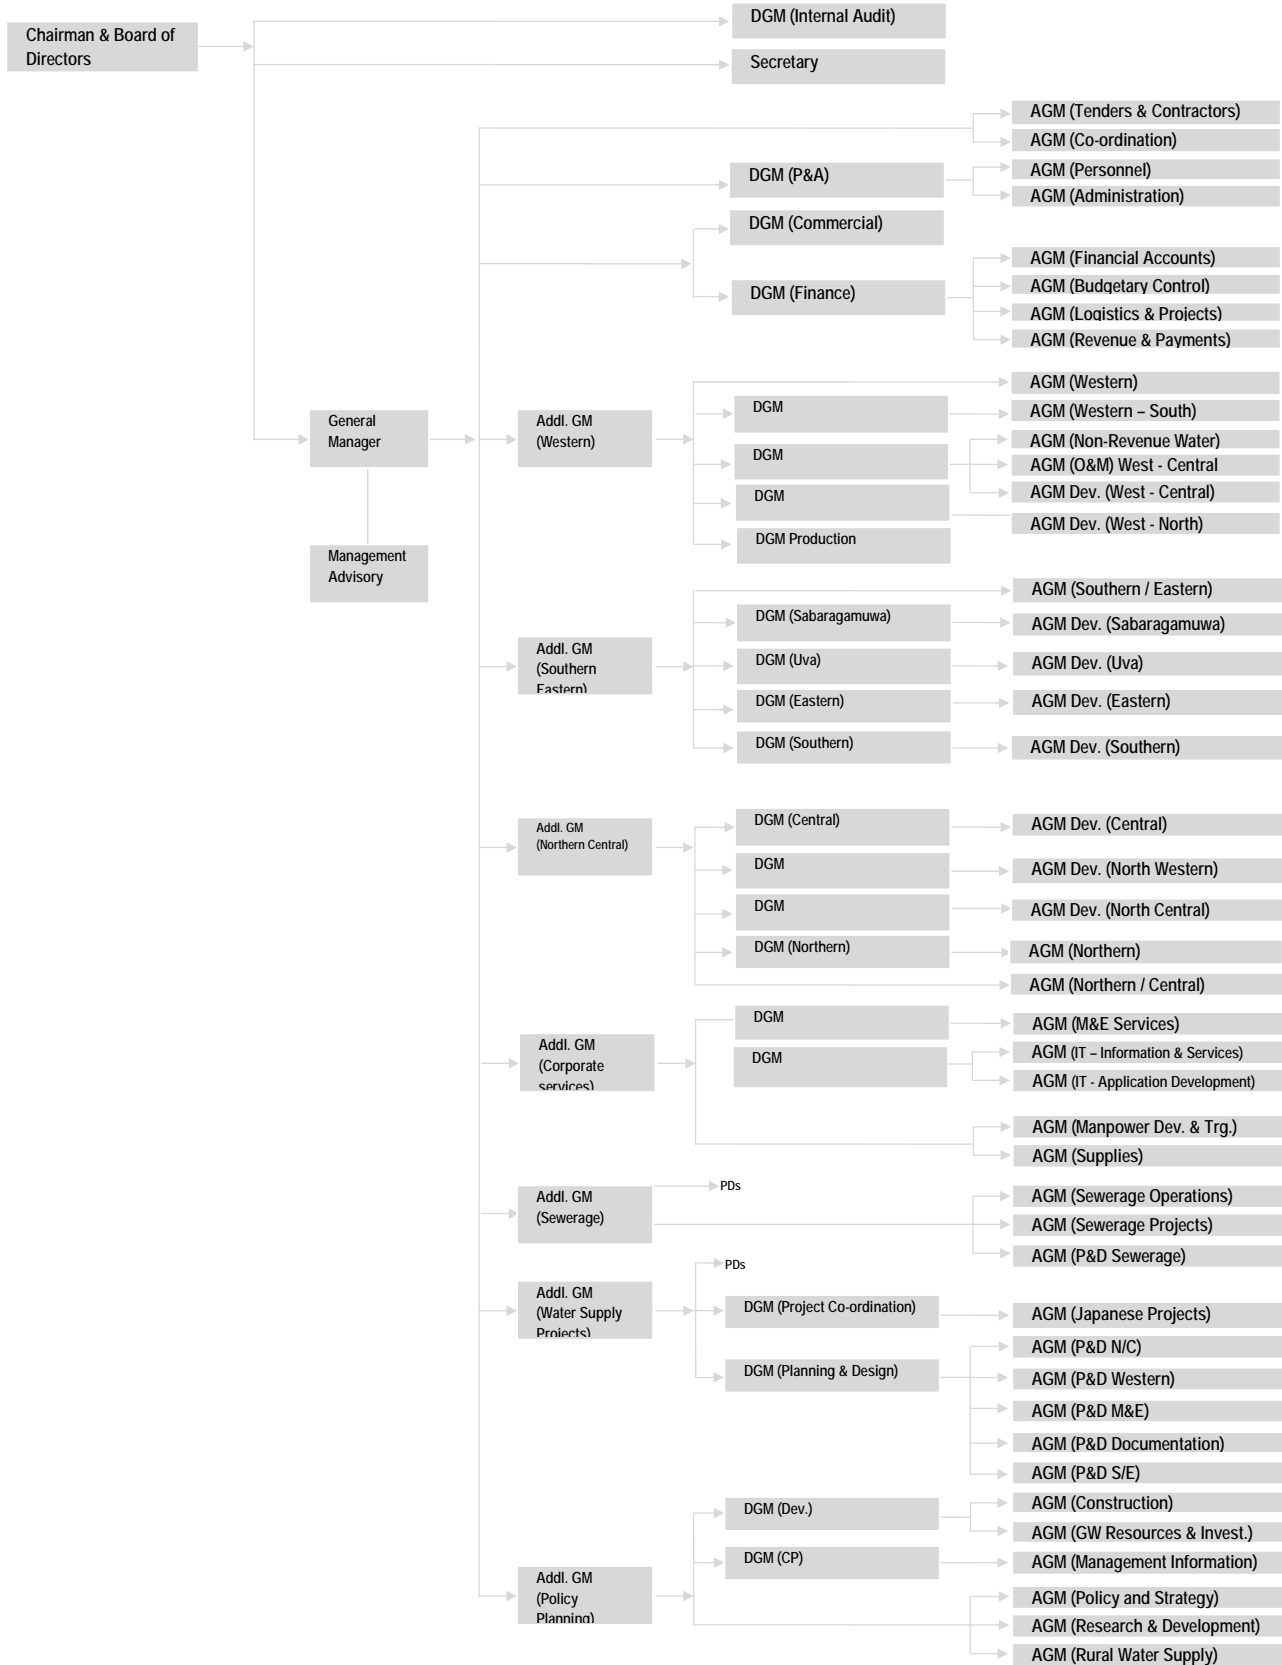 Chairman & Board of
Directors
DGM (Internal Audit)
Secretary
AGM (Tenders & Contractors)
AGM (Co-ordination)
DGM (P&A)
AGM (Personnel)
AGM (Administration)
DGM (Commercial)
DGM (Finance)
AGM (Financial Accounts)
AGM (Budgetary Control)
AGM (Logistics & Projects)
AGM (Revenue & Payments)
General
Manager
Management
Advisory
Addl. GM
(Western)
AGM (Western)
DGM
AGM (Western – South)
DGM
AGM (Non-Revenue Water)
AGM (O&M) West - Central
AGM Dev. (West - Central)
DGM
AGM Dev. (West - North)
DGM Production
Addl. GM
(Southern
Eastern)
AGM (Southern / Eastern)
DGM (Sabaragamuwa)
AGM Dev. (Sabaragamuwa)
DGM (Uva)
AGM Dev. (Uva)
DGM (Eastern)
AGM Dev. (Eastern)
DGM (Southern)
AGM Dev. (Southern)
Addl. GM
(Northern Central)
DGM (Central)
AGM Dev. (Central)
DGM
AGM Dev. (North Western)
DGM
AGM Dev. (North Central)
DGM (Northern)
AGM (Northern)
AGM (Northern / Central)
Addl. GM
(Corporate
services)
DGM
AGM (M&E Services)
DGM
AGM (IT – Information & Services)
AGM (IT - Application Development)
AGM (Manpower Dev. & Trg.)
AGM (Supplies)
Addl. GM
(Sewerage)
PDs
AGM (Sewerage Operations)
AGM (Sewerage Projects)
AGM (P&D Sewerage)
Addl. GM
(Water Supply
Projects)
PDs
DGM (Project Co-ordination)
AGM (Japanese Projects)
DGM (Planning & Design)
AGM (P&D N/C)
AGM (P&D Western)
AGM (P&D M&E)
AGM (P&D Documentation)
AGM (P&D S/E)
Addl. GM
(Policy
Planning)
DGM (Dev.)
AGM (Construction)
AGM (GW Resources & Invest.)
DGM (CP)
AGM (Management Information)
AGM (Policy and Strategy)
AGM (Research & Development)
AGM (Rural Water Supply)